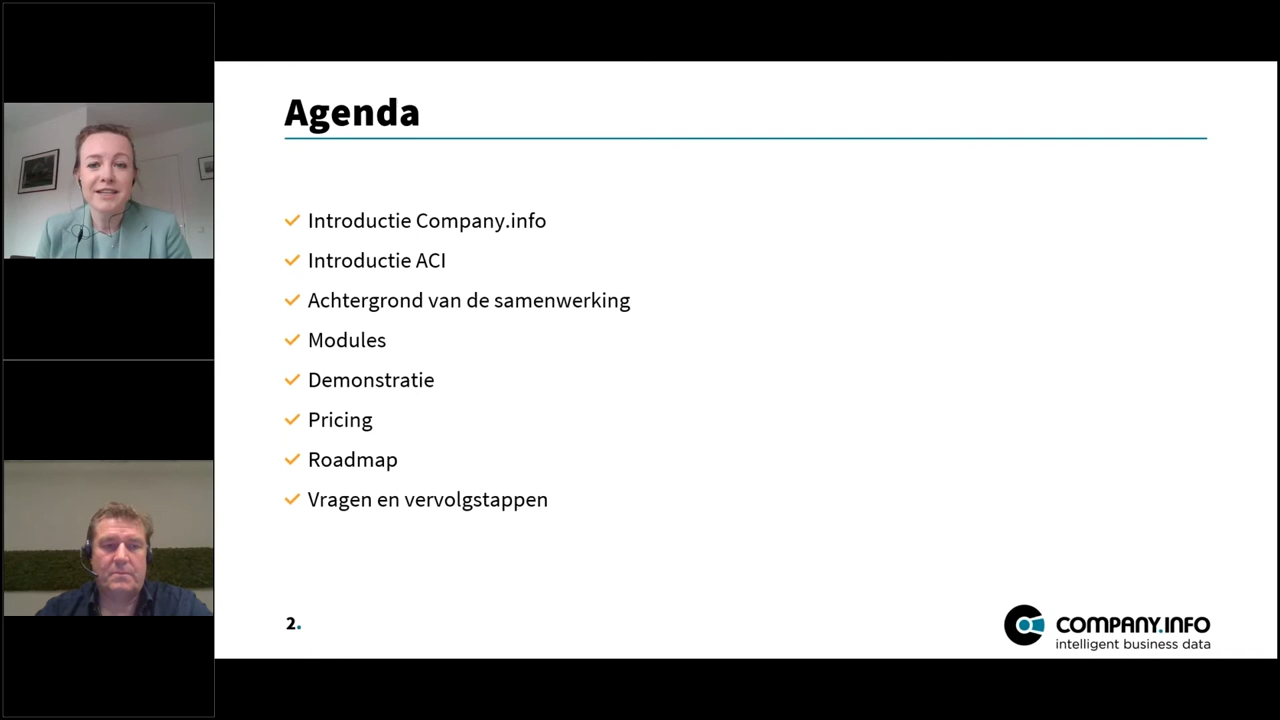 Agenda
Introductie Company.info
Introductie ACI
Achtergrond van de samenwerking
Modules
Demonstratie
Pricing
Roadmap
Vragen en vervolgstappen
2.
COMPANY.INFO
intelligent business data